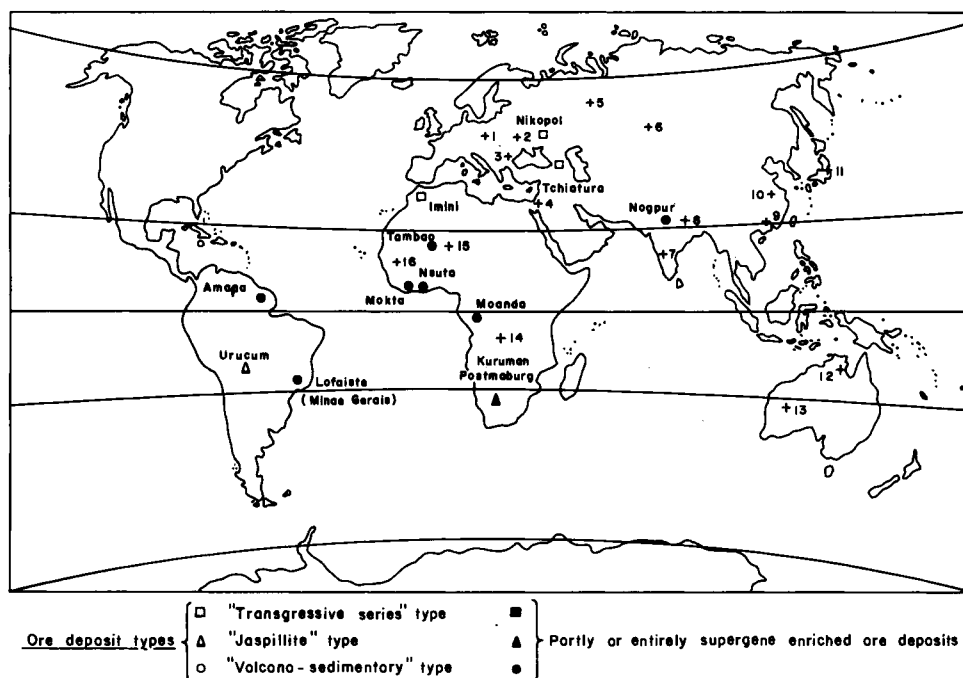 Nikopol
+5
+6
+1
+2
3+
Tchiatura
+4
Imini
11
10+
9
+
Nagpur
+8
Tambao
+15
+16
+7
Nsuta
Mokta
Moanda
Amapa
+14
Urucum
Kuruman
Postmaburg
12+
Lafaiete
(Minae Gerais)
+13
Ore deposit types
"Transgressive series" type
"Jaspillite" type
"Volcano-sedimentary" type
Partly or entirely supergene enriched ore deposits